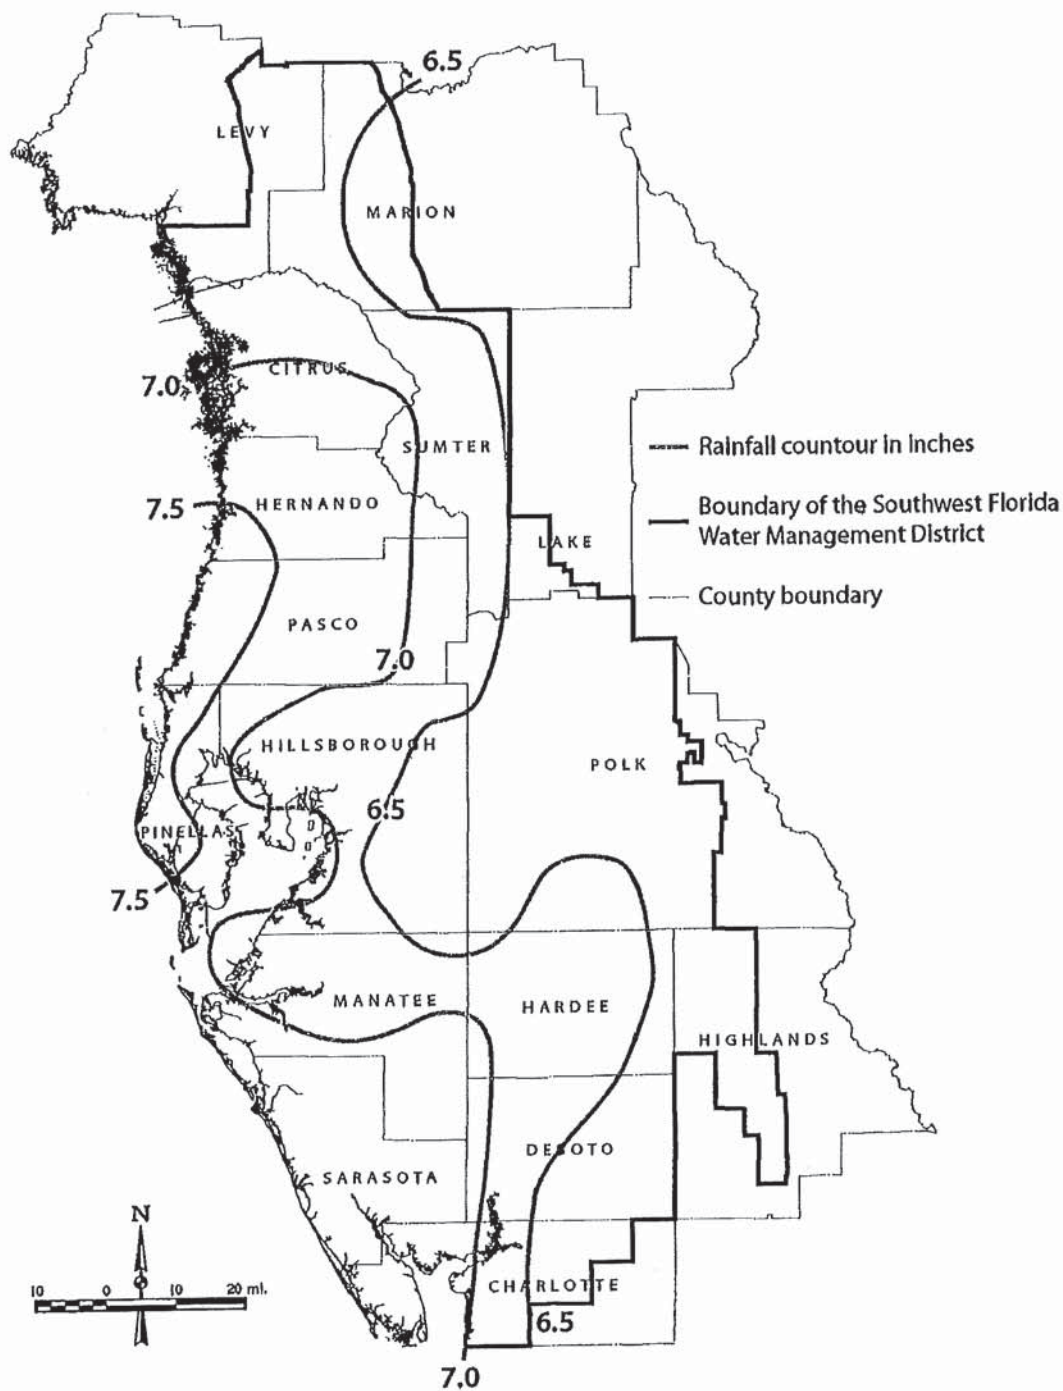 6.5
LEVY
MARION
CITRUS
7.0
SUMTER
Rainfall countour in inches
7.5
HERNANDO
Boundary of the Southwest Florida
Water Management District
LAKE
County boundary
PASCO
7.0
HILLSBOROUGH
POLK
6.5
PINELLAS
7.5
MANATEE
HARDEE
HIGHLANDS
DESOTO
SARASOTA
N
CHARLOTTE
10 0 10 20 mi.
6.5
7.0